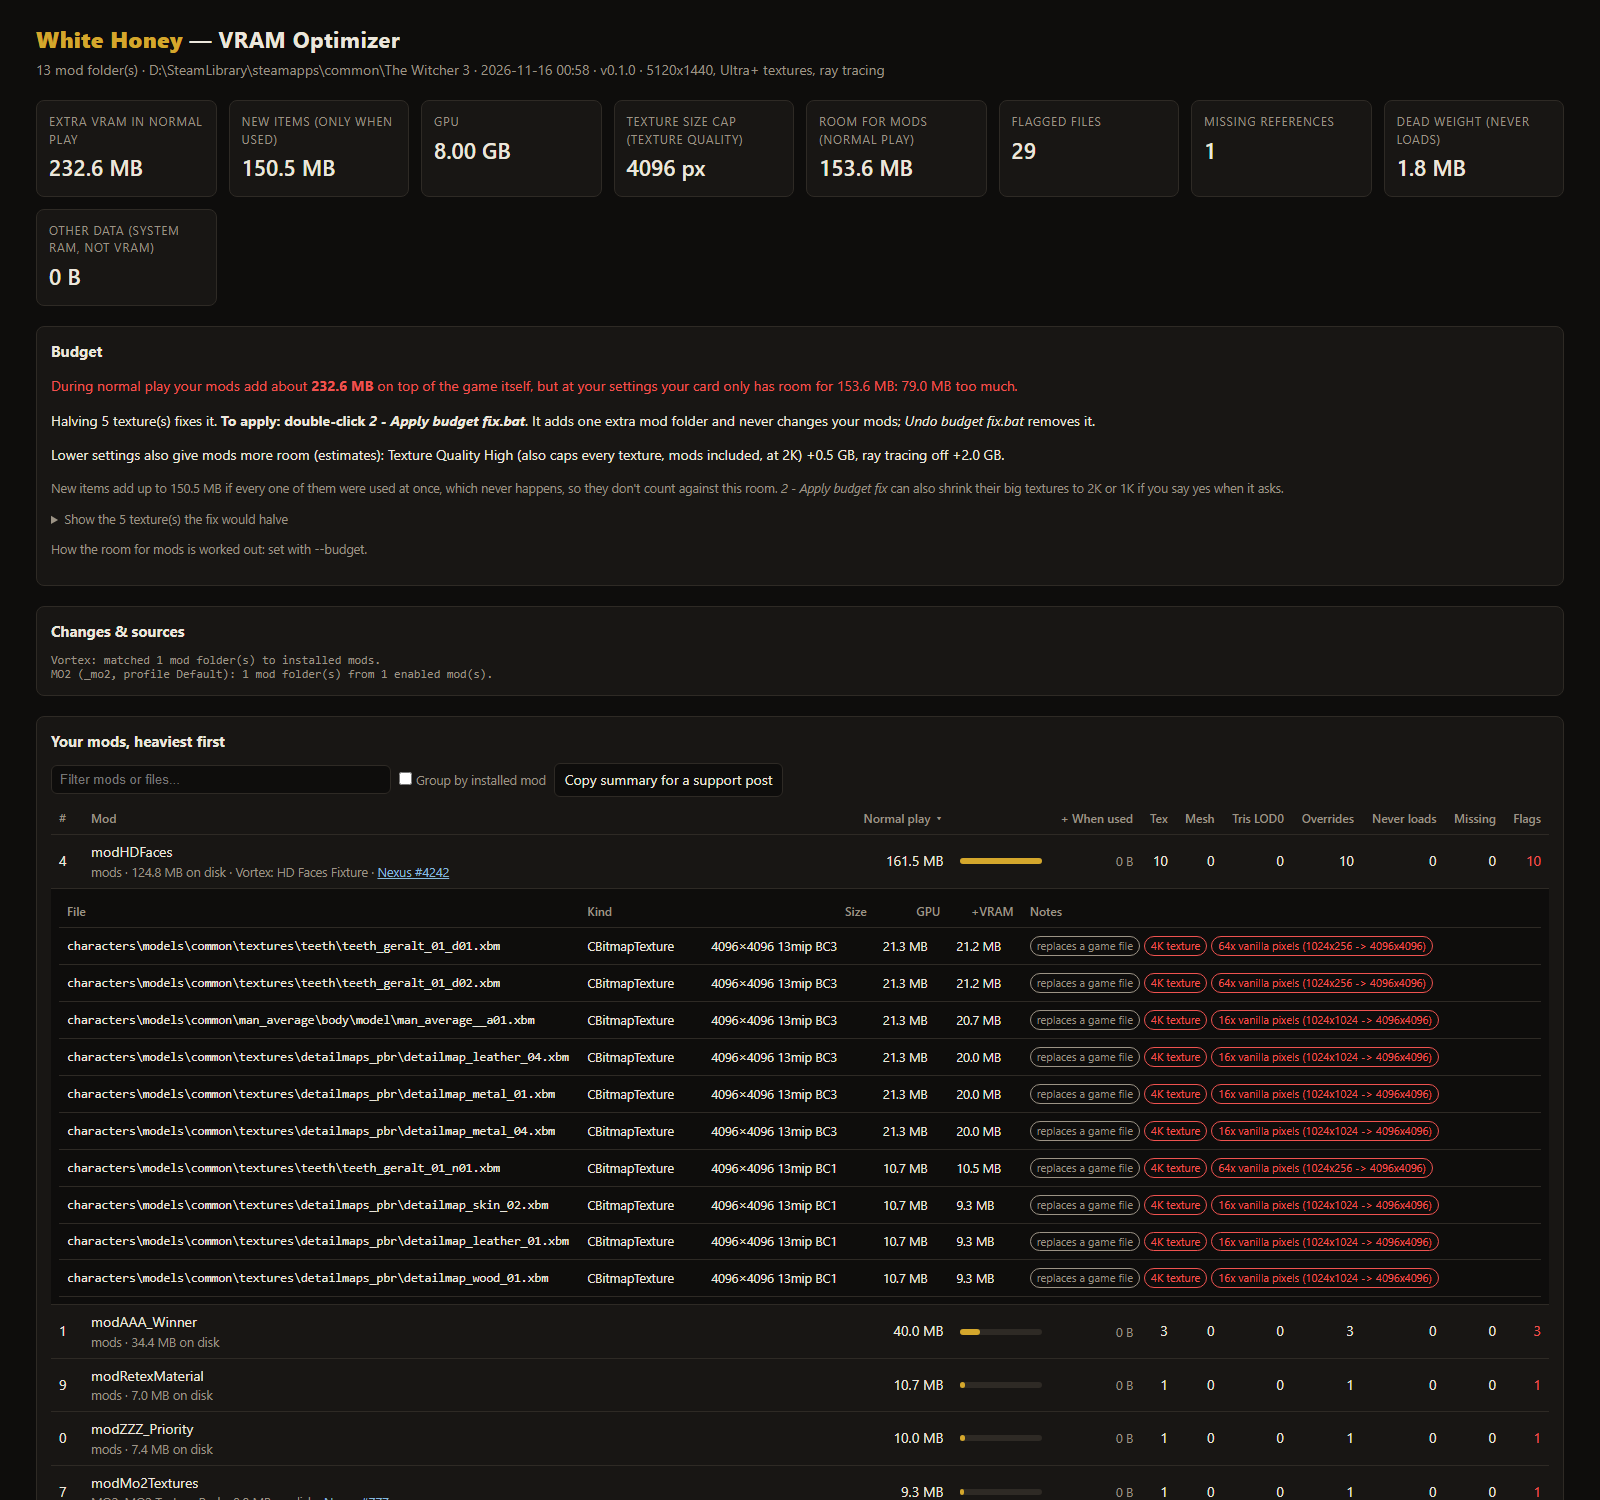 White Honey — VRAM Optimizer
13 mod folder(s) · D:\SteamLibrary\steamapps\common\The Witcher 3 · 2026-11-16 00:58 · v0.1.0 · 5120x1440, Ultra+ textures, ray tracing
EXTRA VRAM IN NORMAL PLAY
232.6 MB
NEW ITEMS (ONLY WHEN USED)
150.5 MB
GPU
8.00 GB
TEXTURE SIZE CAP (TEXTURE QUALITY)
4096 px
ROOM FOR MODS (NORMAL PLAY)
153.6 MB
FLAGGED FILES
29
MISSING REFERENCES
1
DEAD WEIGHT (NEVER LOADS)
1.8 MB
OTHER DATA (SYSTEM RAM, NOT VRAM)
0 B
Budget
During normal play your mods add about 232.6 MB on top of the game itself, but at your settings your card only has room for 153.6 MB: 79.0 MB too much.
Halving 5 texture(s) fixes it. To apply: double-click 2 - Apply budget fix.bat. It adds one extra mod folder and never changes your mods; Undo budget fix.bat removes it.
Lower settings also give mods more room (estimates): Texture Quality High (also caps every texture, mods included, at 2K) +0.5 GB, ray tracing off +2.0 GB.
New items add up to 150.5 MB if every one of them were used at once, which never happens, so they don't count against this room. 2 - Apply budget fix can also shrink their big textures to 2K or 1K if you say yes when it asks.
▶ Show the 5 texture(s) the fix would halve
How the room for mods is worked out: set with --budget.
Changes & sources
Vortex: matched 1 mod folder(s) to installed mods.
MO2 (_mo2, profile Default): 1 mod folder(s) from 1 enabled mod(s).
Your mods, heaviest first
Filter mods or files... Group by installed mod Copy summary for a support post
# Mod Normal play ▾ + When used Tex Mesh Tris LOD0 Overrides Never loads Missing Flags
4 modHDFaces 161.5 MB 0 B 10 0 0 10 0 0 10
mods · 124.8 MB on disk · Vortex: HD Faces Fixture · Nexus #4242
File Kind Size GPU +VRAM Notes
characters\models\common\textures\teeth\teeth_geralt_01_d01.xbm CBitmapTexture 4096×4096 13mip BC3 21.3 MB 21.2 MB replaces a game file 4K texture 64x vanilla pixels (1024x256 -> 4096x4096)
characters\models\common\textures\teeth\teeth_geralt_01_d02.xbm CBitmapTexture 4096×4096 13mip BC3 21.3 MB 21.2 MB replaces a game file 4K texture 64x vanilla pixels (1024x256 -> 4096x4096)
characters\models\common\man_average\body\model\man_average__a01.xbm CBitmapTexture 4096×4096 13mip BC3 21.3 MB 20.7 MB replaces a game file 4K texture 16x vanilla pixels (1024x1024 -> 4096x4096)
characters\models\common\textures\detailmaps_pbr\detailmap_leather_04.xbm CBitmapTexture 4096×4096 13mip BC3 21.3 MB 20.0 MB replaces a game file 4K texture 16x vanilla pixels (1024x1024 -> 4096x4096)
characters\models\common\textures\detailmaps_pbr\detailmap_metal_01.xbm CBitmapTexture 4096×4096 13mip BC3 21.3 MB 20.0 MB replaces a game file 4K texture 16x vanilla pixels (1024x1024 -> 4096x4096)
characters\models\common\textures\detailmaps_pbr\detailmap_metal_04.xbm CBitmapTexture 4096×4096 13mip BC3 21.3 MB 20.0 MB replaces a game file 4K texture 16x vanilla pixels (1024x1024 -> 4096x4096)
characters\models\common\textures\teeth\teeth_geralt_01_n01.xbm CBitmapTexture 4096×4096 13mip BC1 10.7 MB 10.5 MB replaces a game file 4K texture 64x vanilla pixels (1024x256 -> 4096x4096)
characters\models\common\textures\detailmaps_pbr\detailmap_skin_02.xbm CBitmapTexture 4096×4096 13mip BC1 10.7 MB 9.3 MB replaces a game file 4K texture 16x vanilla pixels (1024x1024 -> 4096x4096)
characters\models\common\textures\detailmaps_pbr\detailmap_leather_01.xbm CBitmapTexture 4096×4096 13mip BC1 10.7 MB 9.3 MB replaces a game file 4K texture 16x vanilla pixels (1024x1024 -> 4096x4096)
characters\models\common\textures\detailmaps_pbr\detailmap_wood_01.xbm CBitmapTexture 4096×4096 13mip BC1 10.7 MB 9.3 MB replaces a game file 4K texture 16x vanilla pixels (1024x1024 -> 4096x4096)
1 modAAA_Winner 40.0 MB 0 B 3 0 0 3 0 0 3
mods · 34.4 MB on disk
9 modRetexMaterial 10.7 MB 0 B 1 0 0 1 0 0 1
mods · 7.0 MB on disk
0 modZZZ_Priority 10.0 MB 0 B 1 0 0 1 0 0 1
mods · 7.4 MB on disk
7 modMo2Textures 9.3 MB 0 B 1 0 0 1 0 0 1